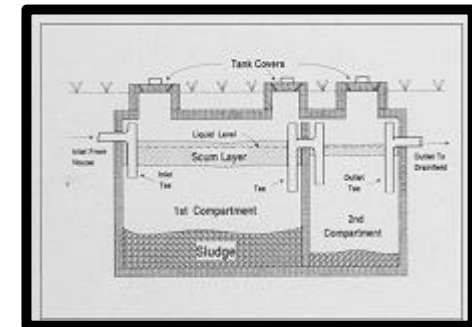 Tank Covers
Liquid Level
Inlet From
House
Scum Layer
Outlet To
Drainfield
Inlet
Tee
Tee
Outlet
Tee
1st Compartment
2nd
Compartment
Sludge